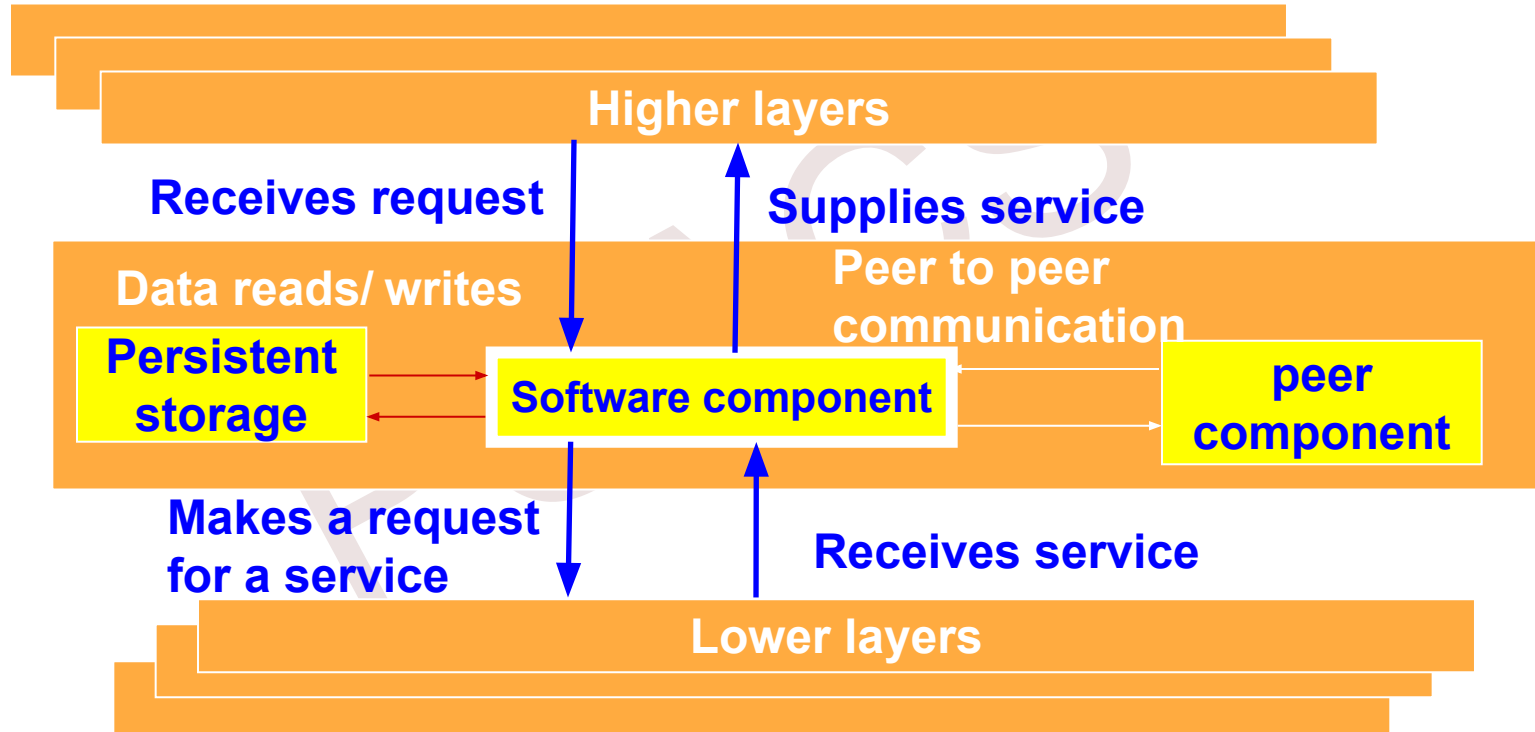 Higher layers
Receives request
Supplies service
Data reads/ writes
Peer to peer
communication
Persistent
storage
Software component
peer
component
Makes a request
for a service
Receives service
Lower layers